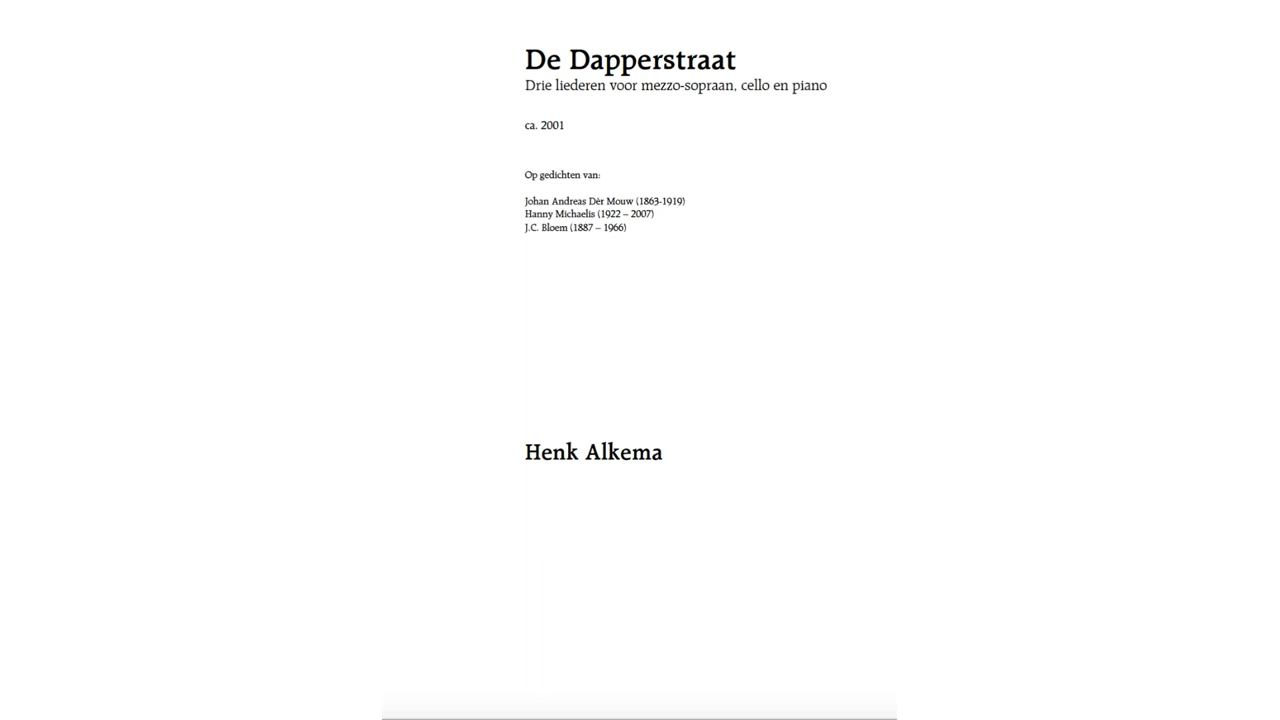 De Dapperstraat
Drie liederen voor mezzo-sopraan, cello en piano
ca. 2001
Op gedichten van:
Johan Andreas Dèr Mouw (1863-1919)
Hanny Michaelis (1922 – 2007)
J.C. Bloem (1887 – 1966)
Henk Alkema